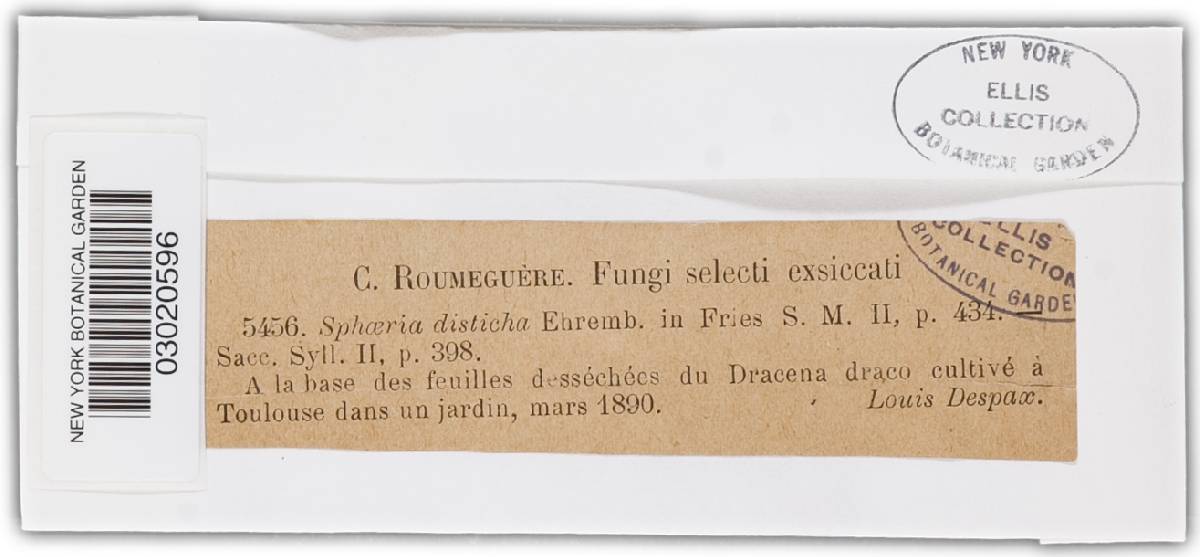 NEW YORK
ELLIS
COLLECTION
BOTANICAL GARDEN
NEW YORK BOTANICAL GARDEN
03020596
ELLIS
COLLECTION
BOTANICAL GARDEN
C. ROUMEGUÈRE. Fungi selecti exsiccati
5456. Sphæria disticha Ehremb. in Fries S. M. II, p. 434. —
Sacc. Syll. II, p. 398.
A la base des feuilles desséchées du Dracena draco cultivé à
Toulouse dans un jardin, mars 1890. Louis Despax.